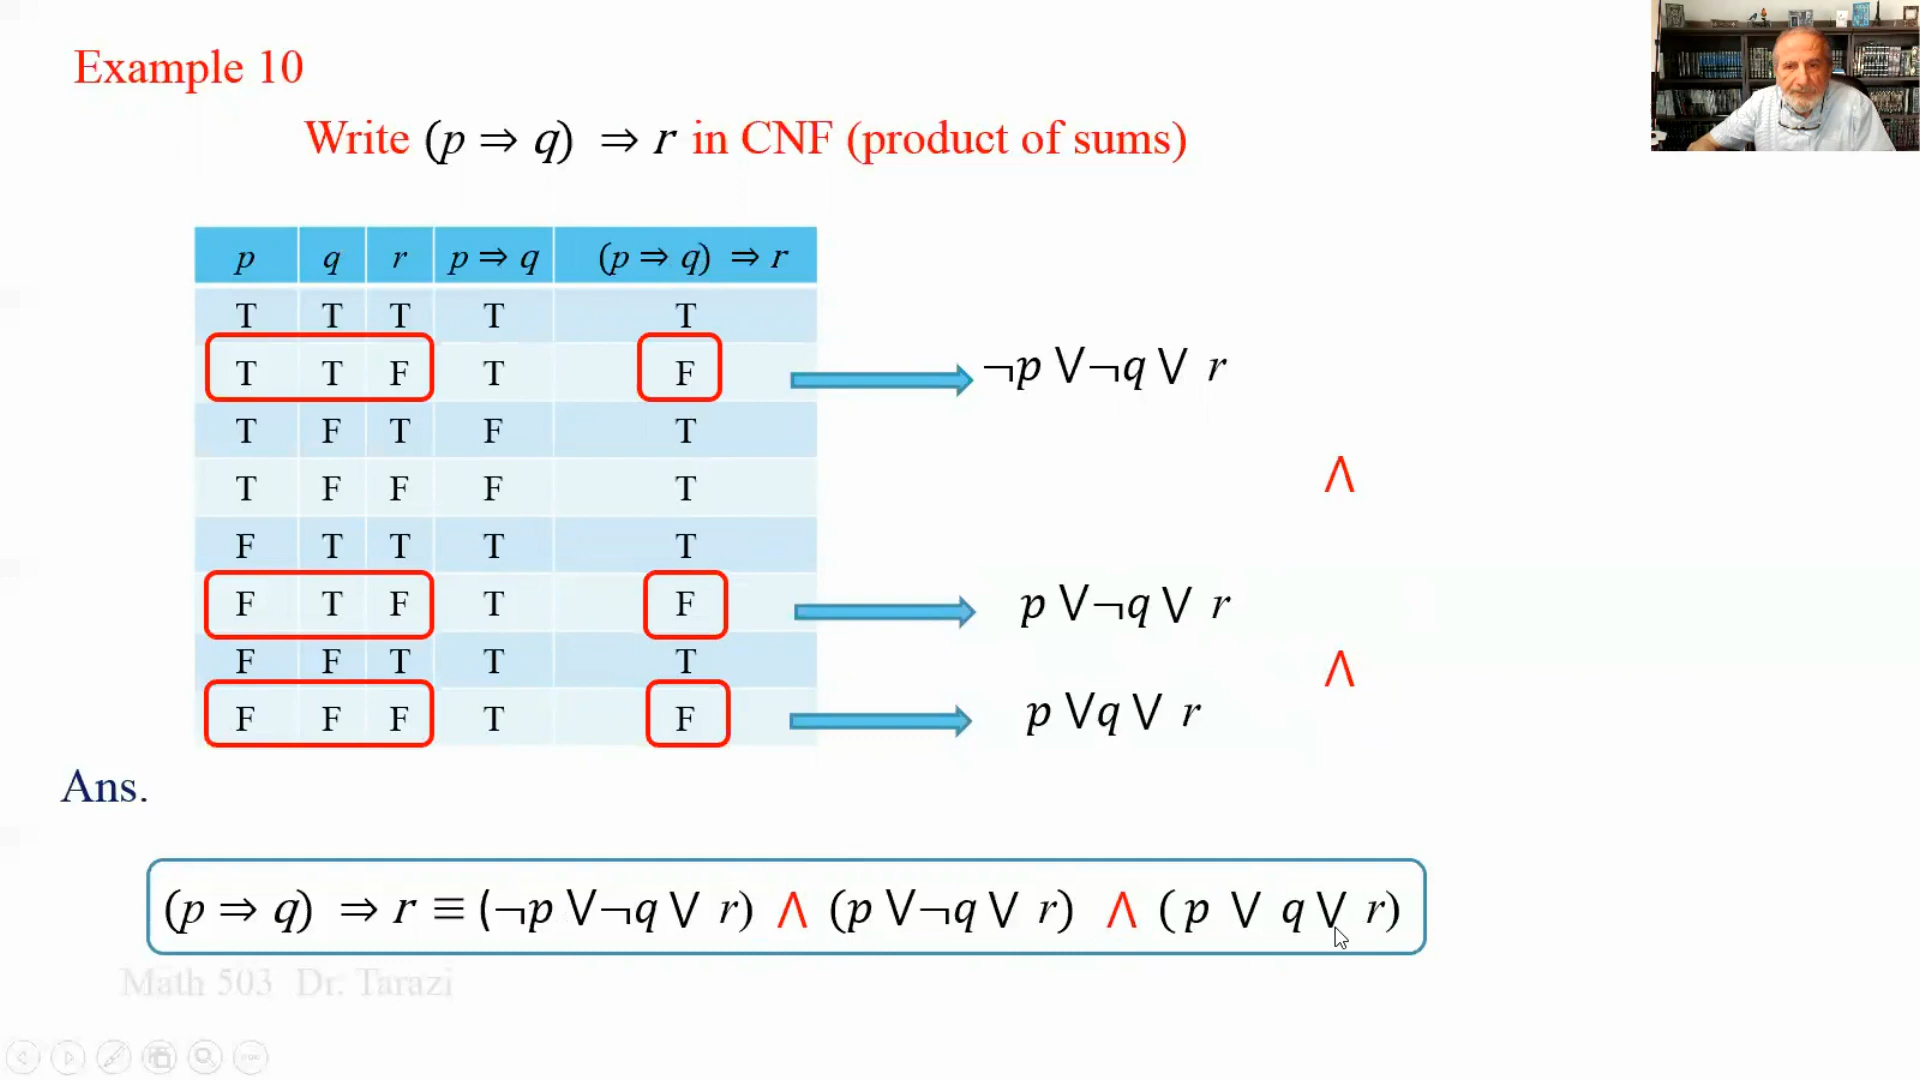 Example 10
Write (p ⇒ q) ⇒ r in CNF (product of sums)
p q r p ⇒ q (p ⇒ q) ⇒ r
T T T T T
T T F T F ¬p ⋁¬q ⋁ r
T F T F T
⋀
T F F F T
F T T T T
F T F T F p ⋁¬q ⋁ r
F F T T T
⋀
F F F T F p ⋁q ⋁ r
Ans.
(p ⇒ q) ⇒ r ≡ (¬p ⋁¬q ⋁ r) ⋀ (p ⋁¬q ⋁ r) ⋀ ( p ⋁ q ⋁ r)
Math 503 Dr. Tarazi